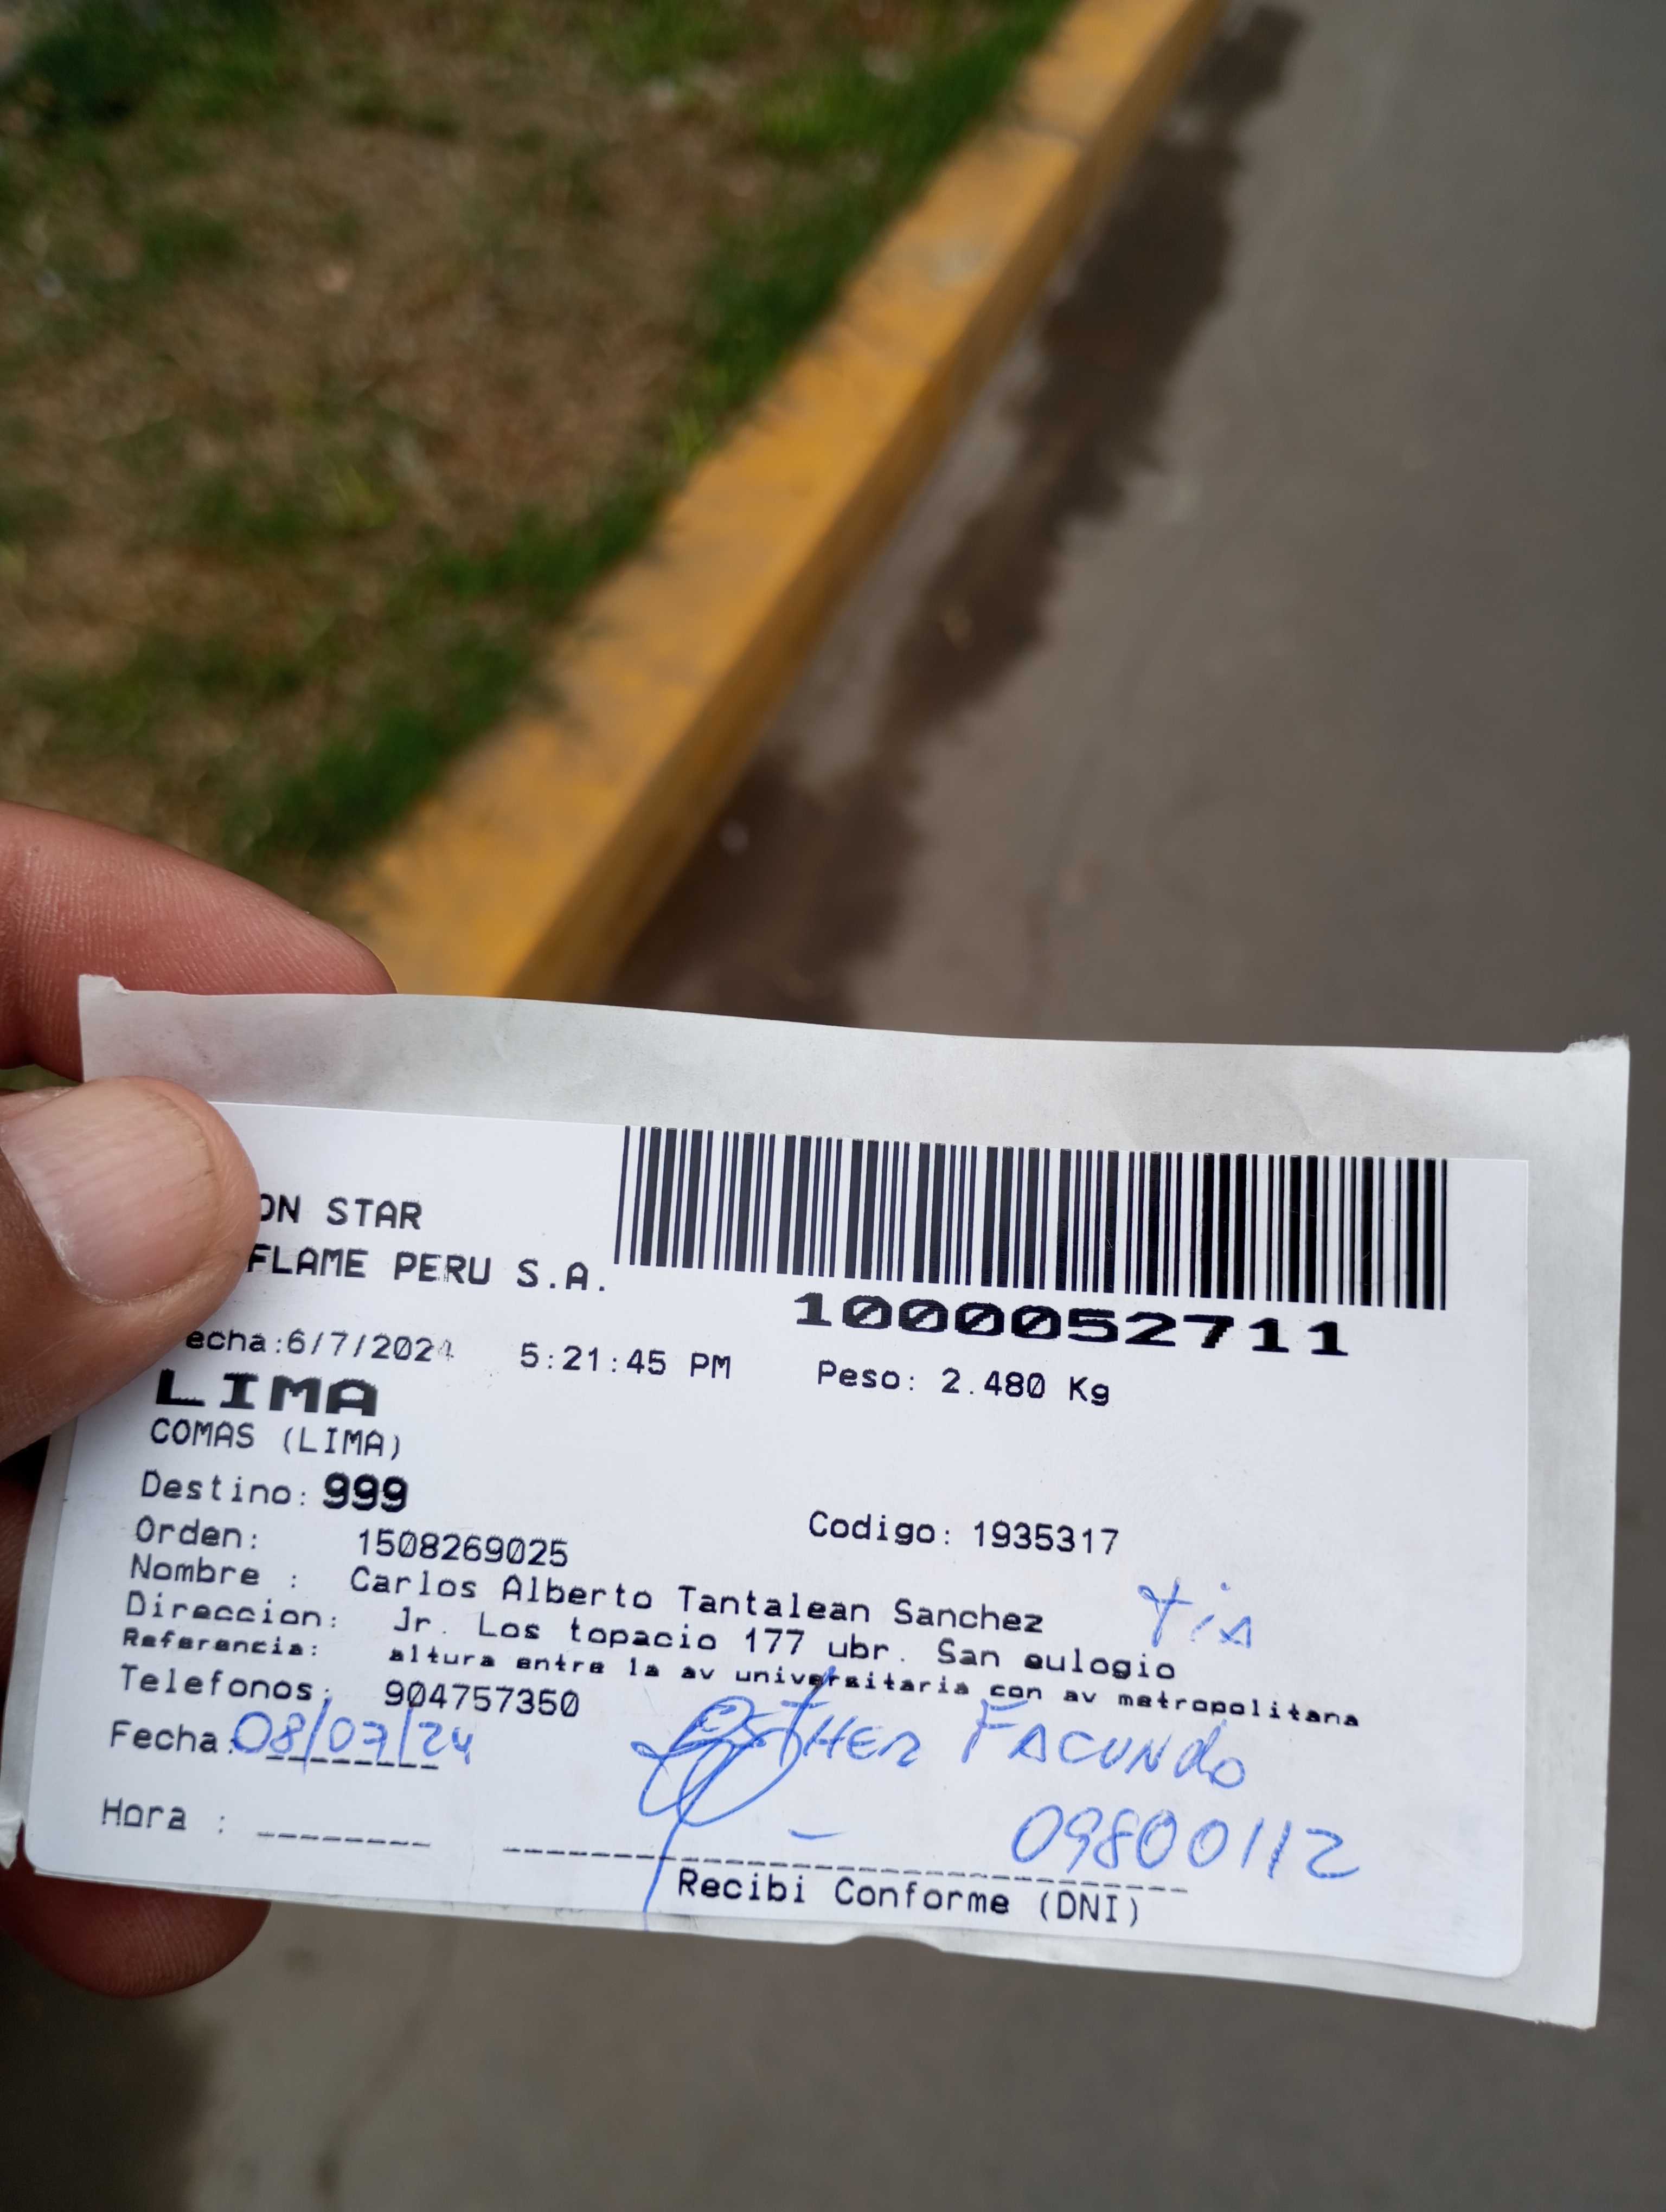 ON STAR
FLAME PERU S.A.
1000052711
echa:6/7/2024 5:21:45 PM Peso: 2.480 Kg
LIMA
COMAS (LIMA)
Destino: 999
Orden: 1508269025 Codigo: 1935317
Nombre : Carlos Alberto Tantalean Sanchez tia
Direccion: Jr. Los topacio 177 ubr. San eulogio
Referencia: altura entre la av universitaria con av metropolitana
Telefonos: 904757350
Fecha: 08/07/24 ESTHER FACUNDO
09800112
Hora :
Recibi Conforme (DNI)